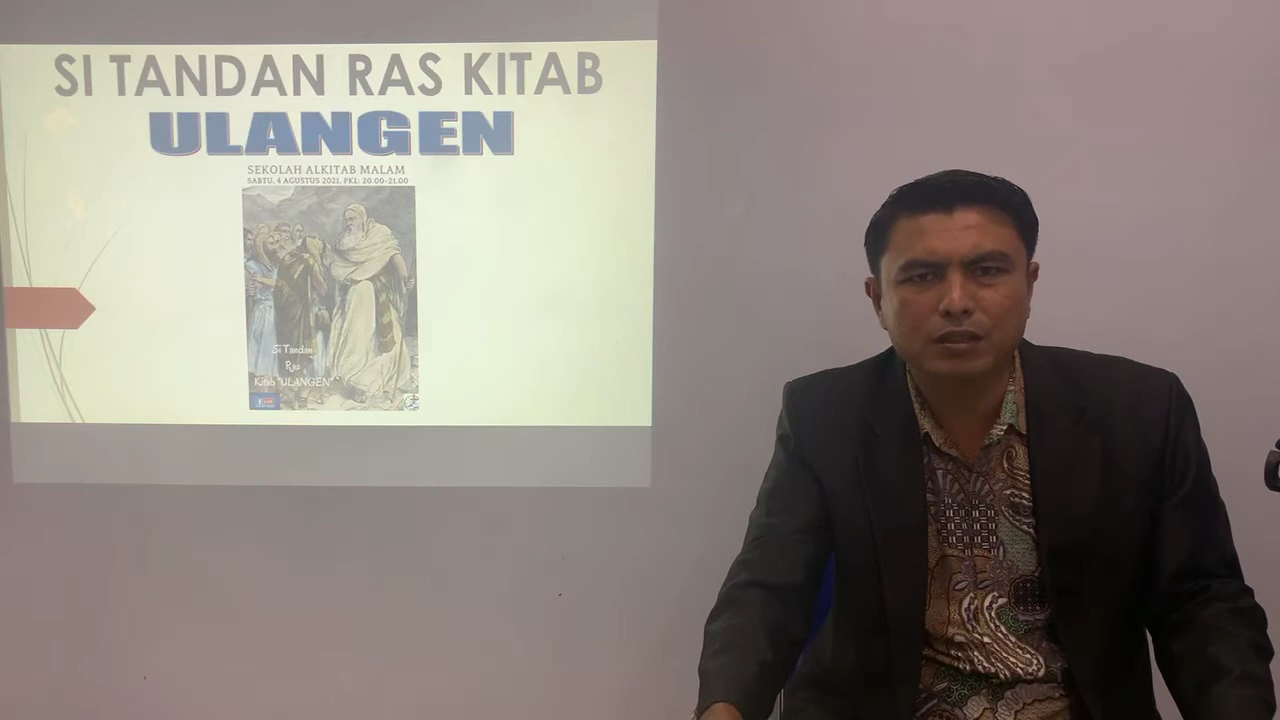 SI TANDAN RAS KITAB
ULANGEN
SEKOLAH ALKITAB MALAM
SABTU, 4 AGUSTUS 2021, PKL: 20.00-21.00
Si Tandan
Ras
Kitab "ULANGEN"